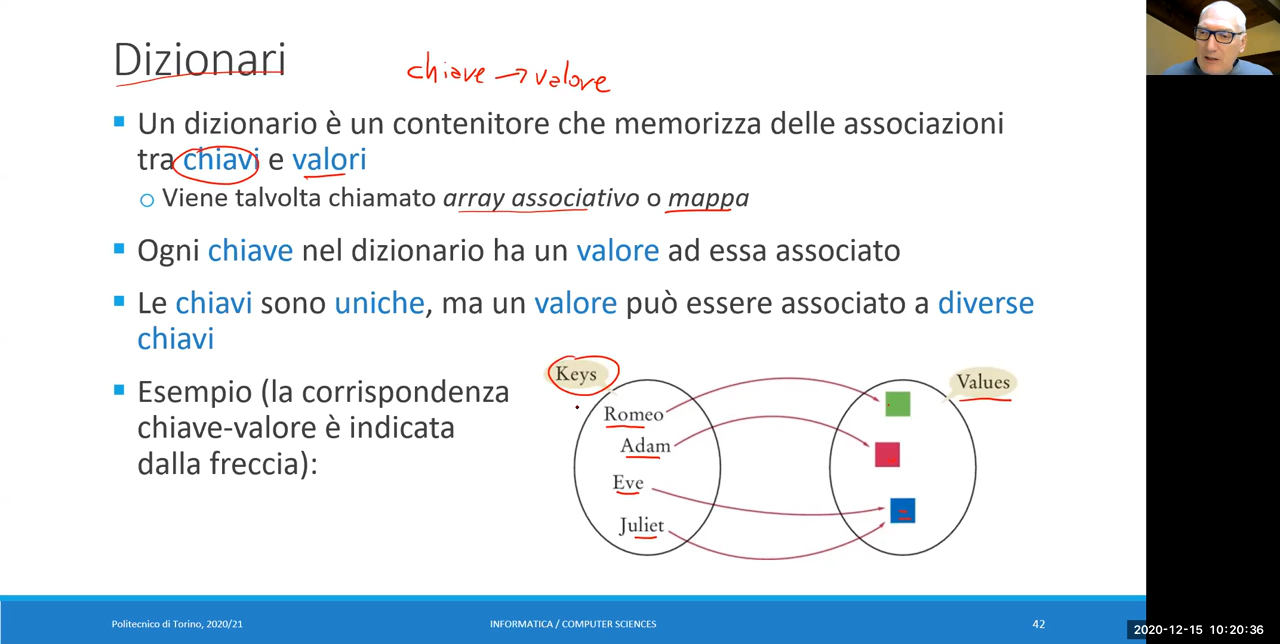 Dizionari
chiave → valore
Un dizionario è un contenitore che memorizza delle associazioni
tra chiavi e valori
Viene talvolta chiamato array associativo o mappa
Ogni chiave nel dizionario ha un valore ad essa associato
Le chiavi sono uniche, ma un valore può essere associato a diverse
chiavi
Esempio (la corrispondenza
chiave-valore è indicata
dalla freccia):
Keys
Values
Romeo
Adam
Eve
Juliet
Politecnico di Torino, 2020/21
INFORMATICA / COMPUTER SCIENCES
42
2020-12-15 10:20:36